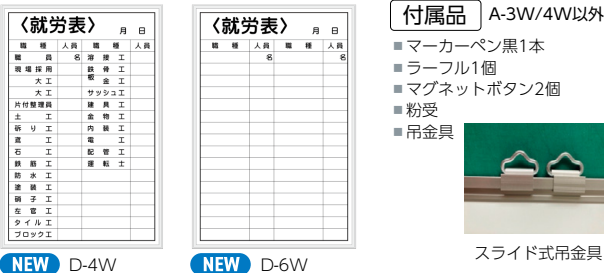 〈就労表〉 月 日
職 種 人員 職 種 人員
職 員 名 溶接工
現場採用 鉄骨工
大工 板金工
大工 サッシュ工
片付整理員 建具工
土工 金物工
斫り工 内装工
鳶工 電工
石工 配管工
鉄筋工 運転士
防水工
塗装工
硝子工
左官工
タイル工
ブロック工
NEW D-4W
〈就労表〉 月 日
職 種 人員 職 種 人員
名 名
NEW D-6W
付属品 A-3W/4W以外
■マーカーペン黒1本
■ラーフル1個
■マグネットボタン2個
■粉受
■吊金具
スライド式吊金具